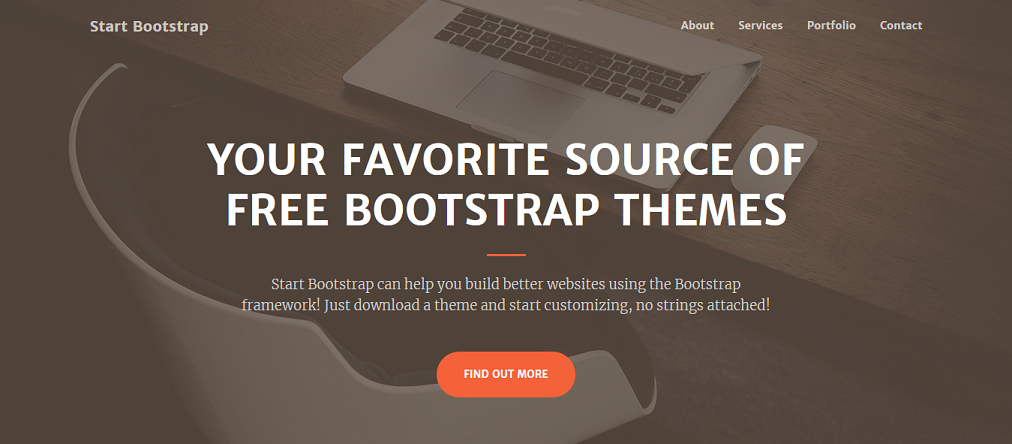 Start Bootstrap
About
Services
Portfolio
Contact
YOUR FAVORITE SOURCE OF
FREE BOOTSTRAP THEMES
Start Bootstrap can help you build better websites using the Bootstrap
framework! Just download a theme and start customizing, no strings attached!
FIND OUT MORE